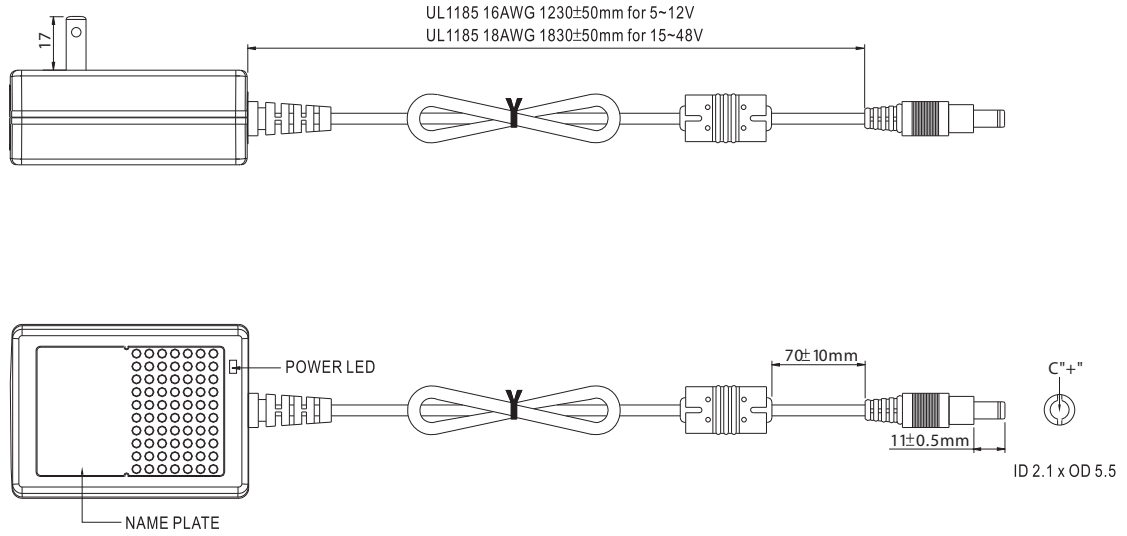 UL1185 16AWG 1230±50mm for 5~12V
UL1185 18AWG 1830±50mm for 15~48V
17
POWER LED
70±10mm
C"+"
11±0.5mm
ID 2.1 x OD 5.5
NAME PLATE